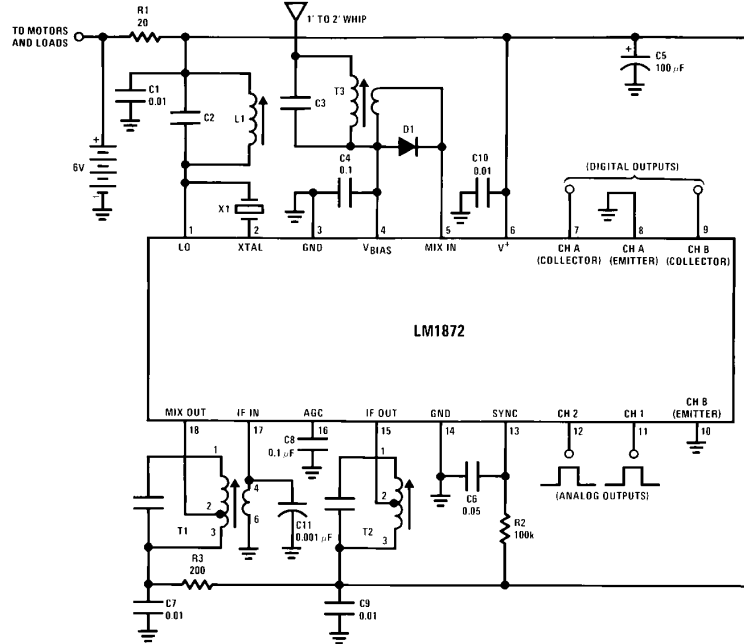 TO MOTORS
AND LOADS
R1
20
1' TO 2' WHIP
C1
0.01
C2
L1
C3
T3
C5
100 μF
+
6V
1
D1
C4
0.1
C10
0.01
(DIGITAL OUTPUTS)
X1
1 2 3 4 5 6 7 8 9
LO
XTAL
GND
VBIAS
MIX IN
V+
CH A
(COLLECTOR)
CH A
(EMITTER)
CH B
(COLLECTOR)
LM1872
MIX OUT
IF IN
AGC
IF OUT
GND
SYNC
CH 2
CH 1
CH B
(EMITTER)
18 17 16 15 14 13 12 11 10
C8
0.1 μF
1
2
3
T1
4
6
C11
0.001 μF
1
2
3
T2
C6
0.05
R2
100k
(ANALOG OUTPUTS)
R3
200
C7
0.01
C9
0.01